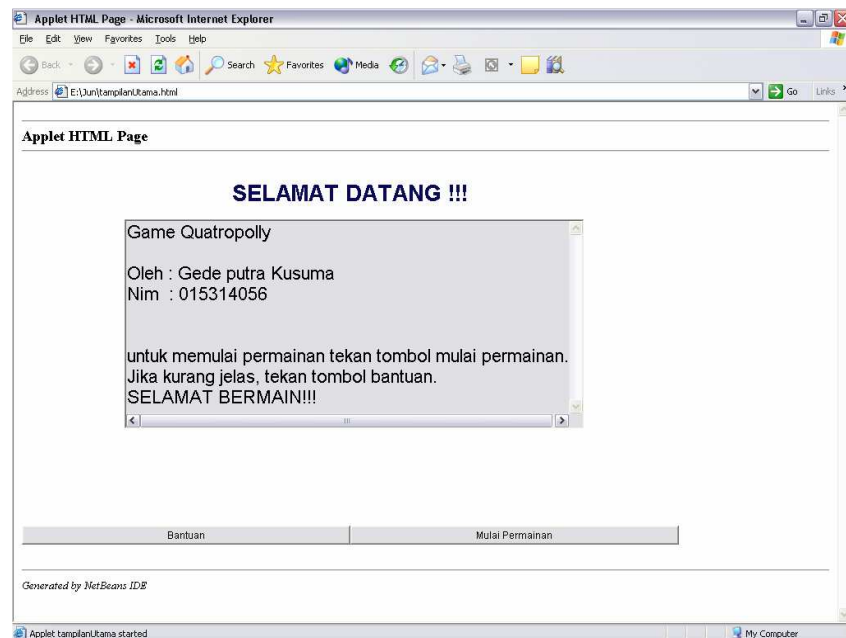 Applet HTML Page - Microsoft Internet Explorer
File Edit View Favorites Tools Help
Back Search Favorites Media
Address E:\Jun\tampilanUtama.html Go Links
Applet HTML Page
SELAMAT DATANG !!!
Game Quatropolly
Oleh : Gede putra Kusuma
Nim : 015314056
untuk memulai permainan tekan tombol mulai permainan.
Jika kurang jelas, tekan tombol bantuan.
SELAMAT BERMAIN!!!
Bantuan Mulai Permainan
Generated by NetBeans IDE
Applet tampilanUtama started My Computer